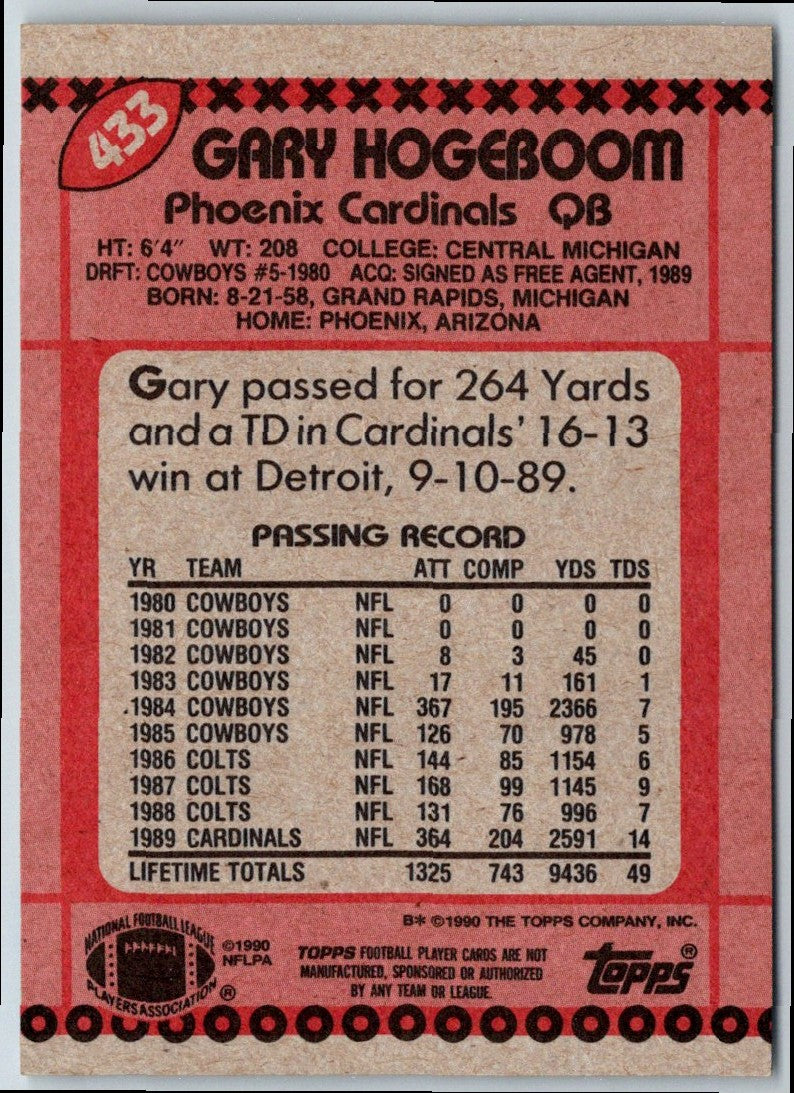 433
GARY HOGEBOOM
Phoenix Cardinals QB
HT: 6'4" WT: 208 COLLEGE: CENTRAL MICHIGAN
DRFT: COWBOYS #5-1980 ACQ: SIGNED AS FREE AGENT, 1989
BORN: 8-21-58, GRAND RAPIDS, MICHIGAN
HOME: PHOENIX, ARIZONA
Gary passed for 264 Yards
and a TD in Cardinals' 16-13
win at Detroit, 9-10-89.
PASSING RECORD
YR TEAM ATT COMP YDS TDS
1980 COWBOYS NFL 0 0 0 0
1981 COWBOYS NFL 0 0 0 0
1982 COWBOYS NFL 8 3 45 0
1983 COWBOYS NFL 17 11 161 1
1984 COWBOYS NFL 367 195 2366 7
1985 COWBOYS NFL 126 70 978 5
1986 COLTS NFL 144 85 1154 6
1987 COLTS NFL 168 99 1145 9
1988 COLTS NFL 131 76 996 7
1989 CARDINALS NFL 364 204 2591 14
LIFETIME TOTALS 1325 743 9436 49
B* ©1990 THE TOPPS COMPANY, INC.
NATIONAL FOOTBALL LEAGUE
PLAYERS ASSOCIATION ®
©1990
NFLPA
TOPPS FOOTBALL PLAYER CARDS ARE NOT
MANUFACTURED, SPONSORED OR AUTHORIZED
BY ANY TEAM OR LEAGUE.
topps ®